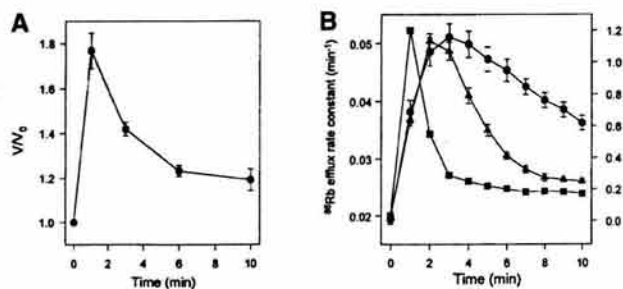 A
V/V0
1.8
1.6
1.4
1.2
1.0
0 2 4 6 8 10
Time (min)
B
86Rb efflux rate constant (min-1)
0.05
0.04
0.03
0.02
1.2
1.0
0.8
0.6
0.4
0.2
0.0
0 2 4 6 8 10
Time (min)